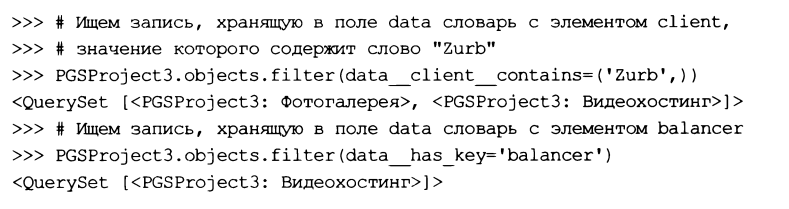 >>> # Ищем запись, хранящую в поле data словарь с элементом client,
>>> # значение которого содержит слово "Zurb"
>>> PGSProject3.objects.filter(data__client__contains=('Zurb',))
<QuerySet [<PGSProject3: Фотогалерея>, <PGSProject3: Видеохостинг>]>
>>> # Ищем запись, хранящую в поле data словарь с элементом balancer
>>> PGSProject3.objects.filter(data__has_key='balancer')
<QuerySet [<PGSProject3: Видеохостинг>]>